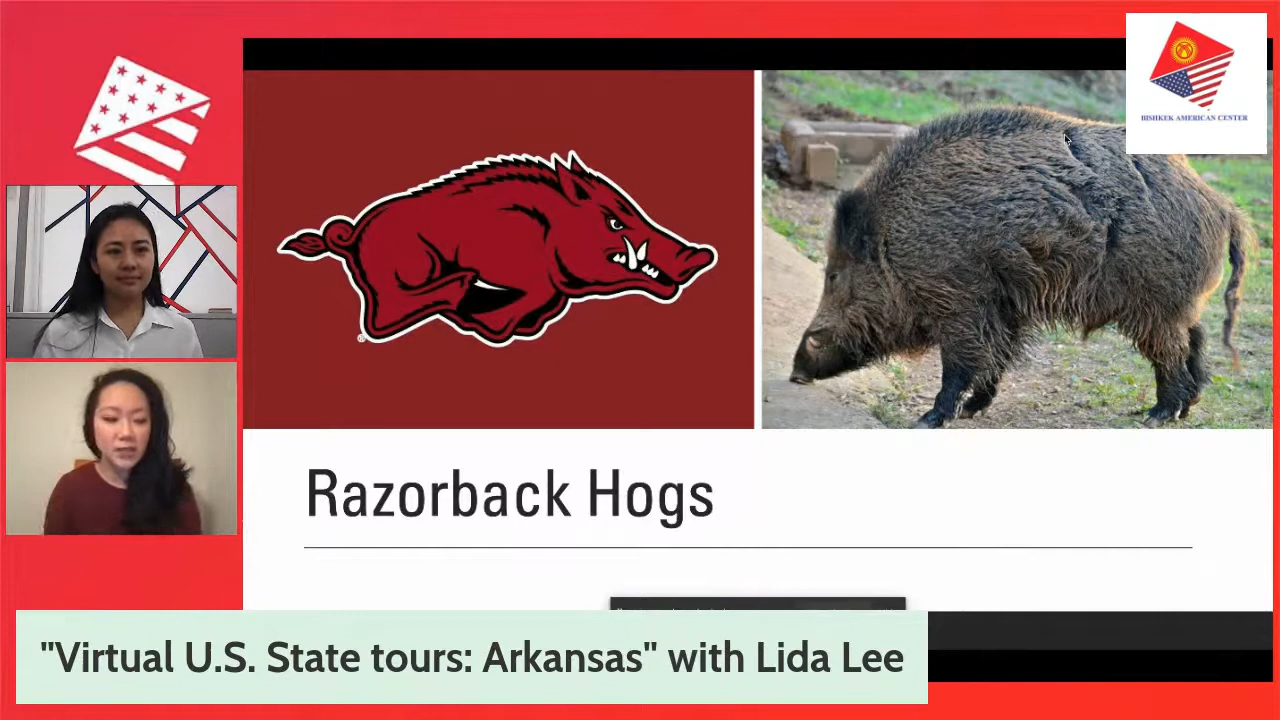 BISHKEK AMERICAN CENTER
Razorback Hogs
"Virtual U.S. State tours: Arkansas" with Lida Lee